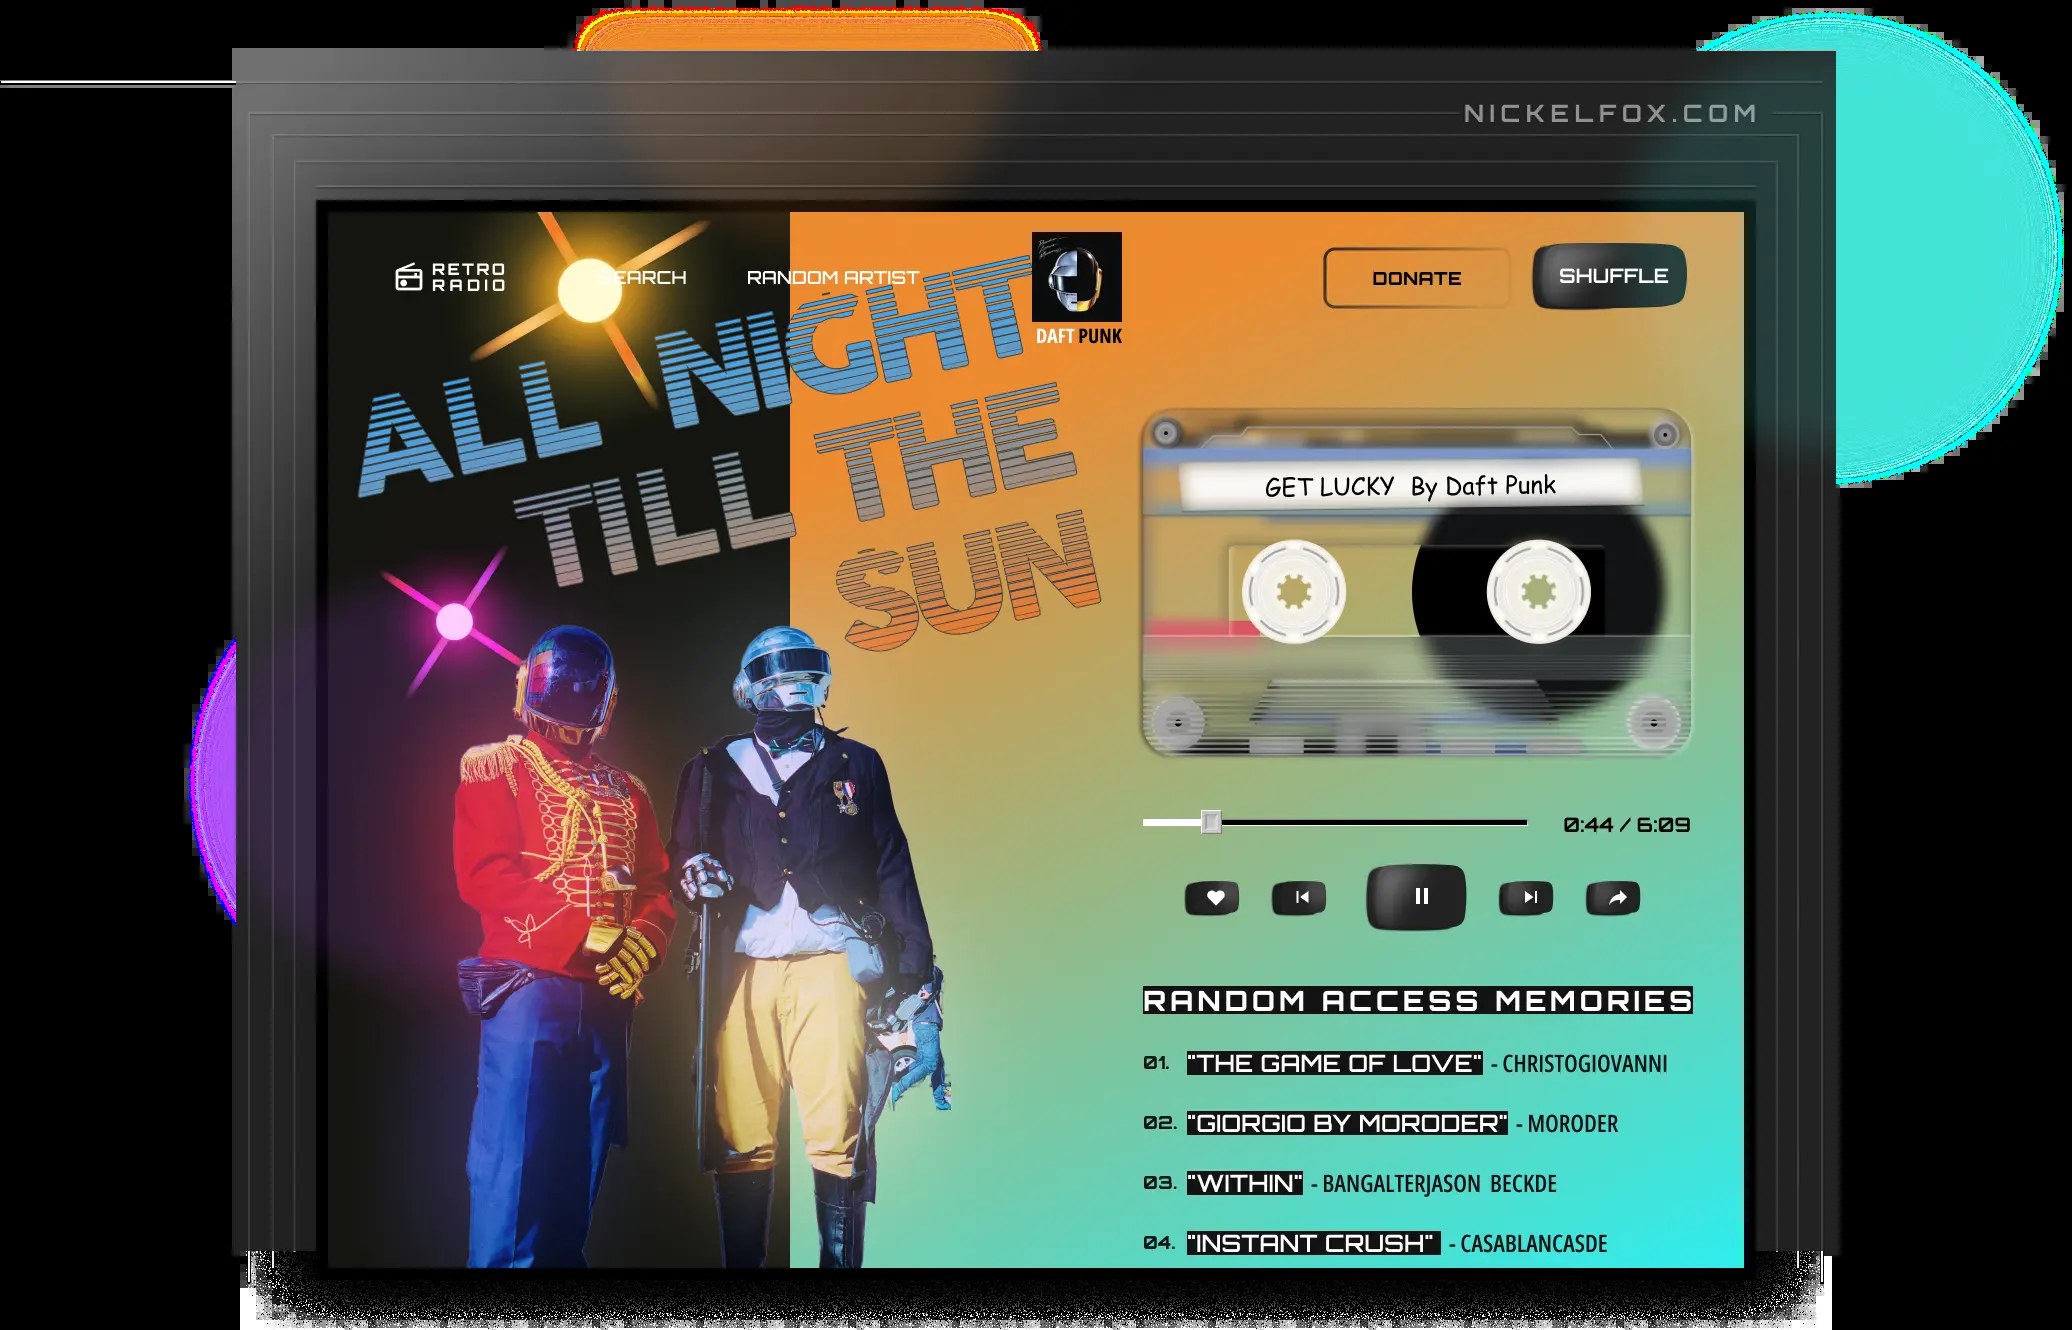 NICKELFOX.COM
RETRO
RADIO
SEARCH
RANDOM ARTIST
DAFT PUNK
DONATE
SHUFFLE
ALL NIGHT
TILL THE
SUN
GET LUCKY By Daft Punk
0:44 / 6:09
RANDOM ACCESS MEMORIES
01. "THE GAME OF LOVE" - CHRISTOGIOVANNI
02. "GIORGIO BY MORODER" - MORODER
03. "WITHIN" - BANGALTERJASON BECKDE
04. "INSTANT CRUSH" - CASABLANCASDE